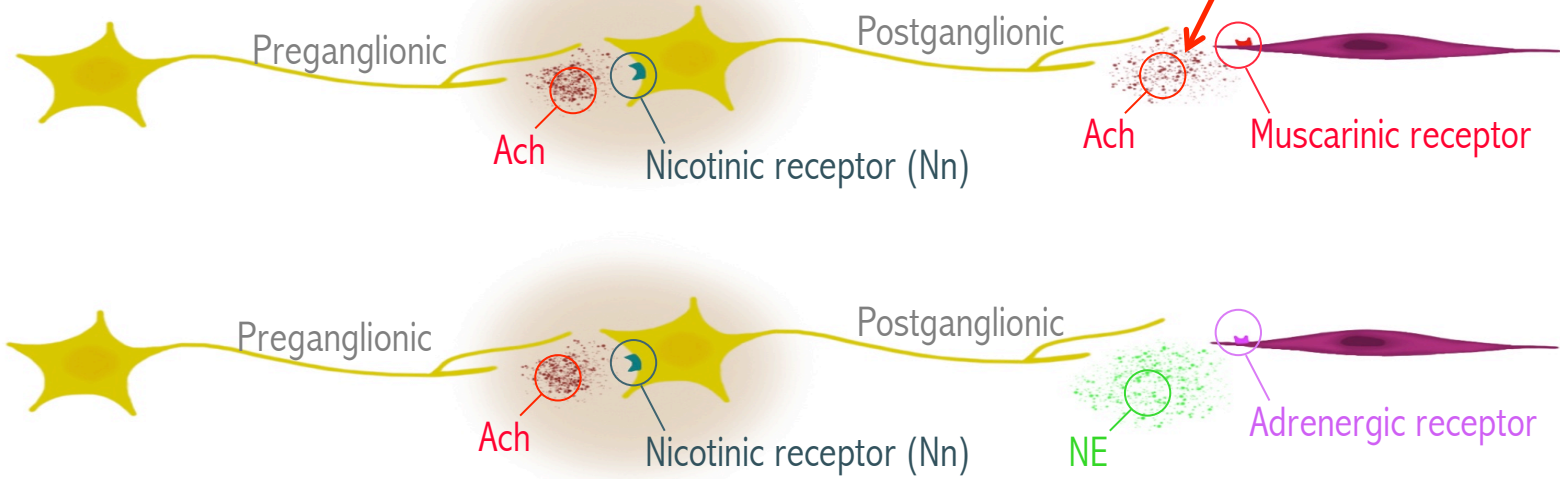 Preganglionic
Postganglionic
Ach
Nicotinic receptor (Nn)
Ach
Muscarinic receptor
Preganglionic
Postganglionic
Ach
Nicotinic receptor (Nn)
NE
Adrenergic receptor